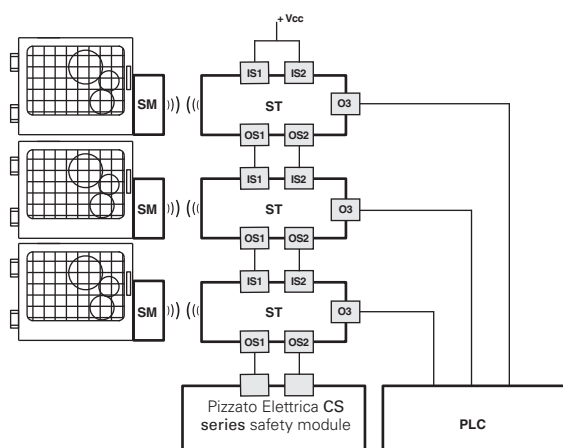 + Vcc
IS1 IS2
SM ST O3
OS1 OS2
IS1 IS2
SM ST O3
OS1 OS2
IS1 IS2
SM ST O3
OS1 OS2
Pizzato Elettrica CS
series safety module
PLC